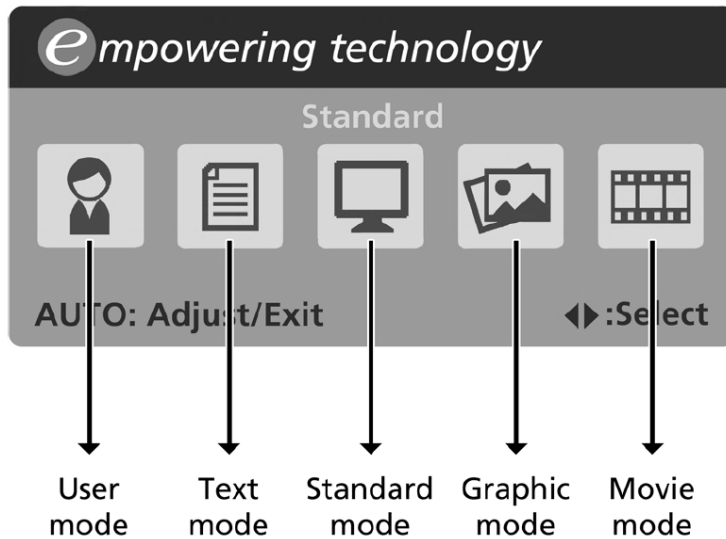 empowering technology
Standard
AUTO: Adjust/Exit :Select
User mode
Text mode
Standard mode
Graphic mode
Movie mode